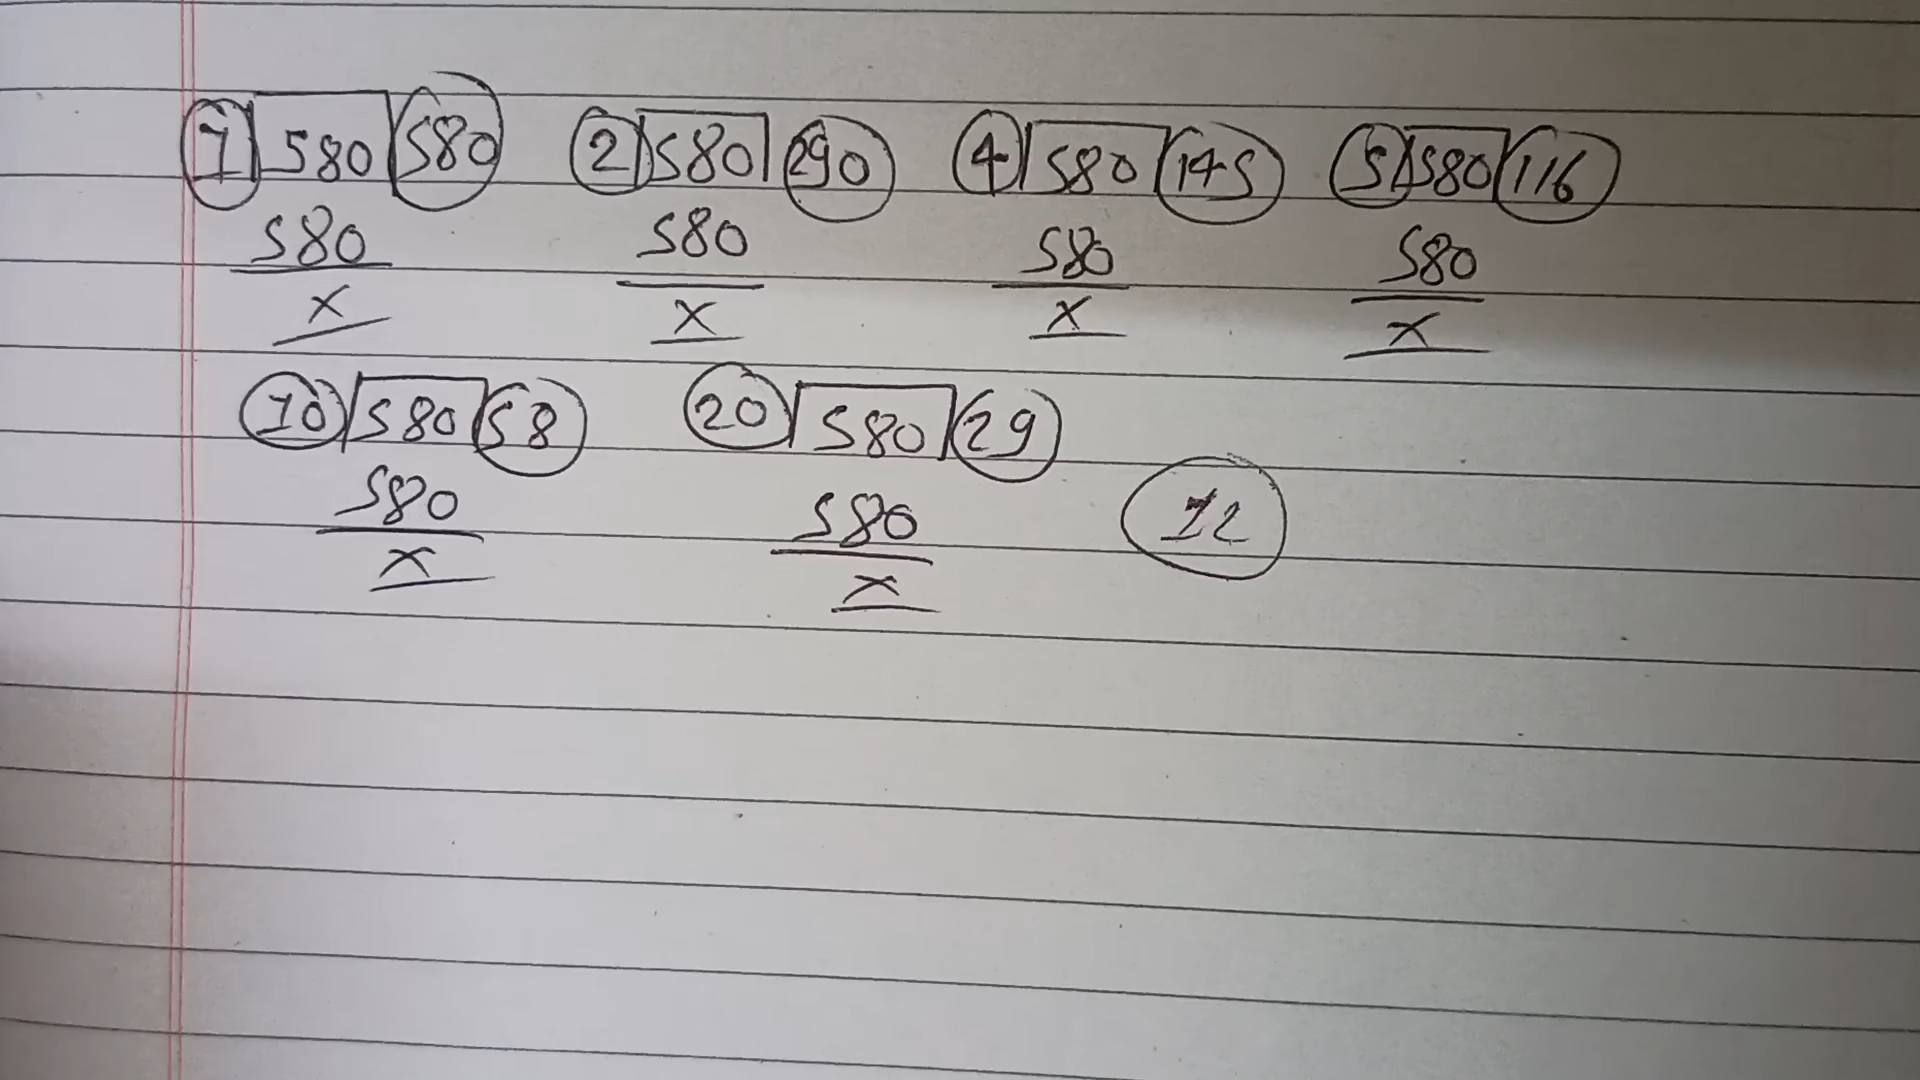 1 580 580 2 580 290 4 580 145 5 580 116
580 580 580 580
x x x x
10 580 58 20 580 29
580 580 12
x x